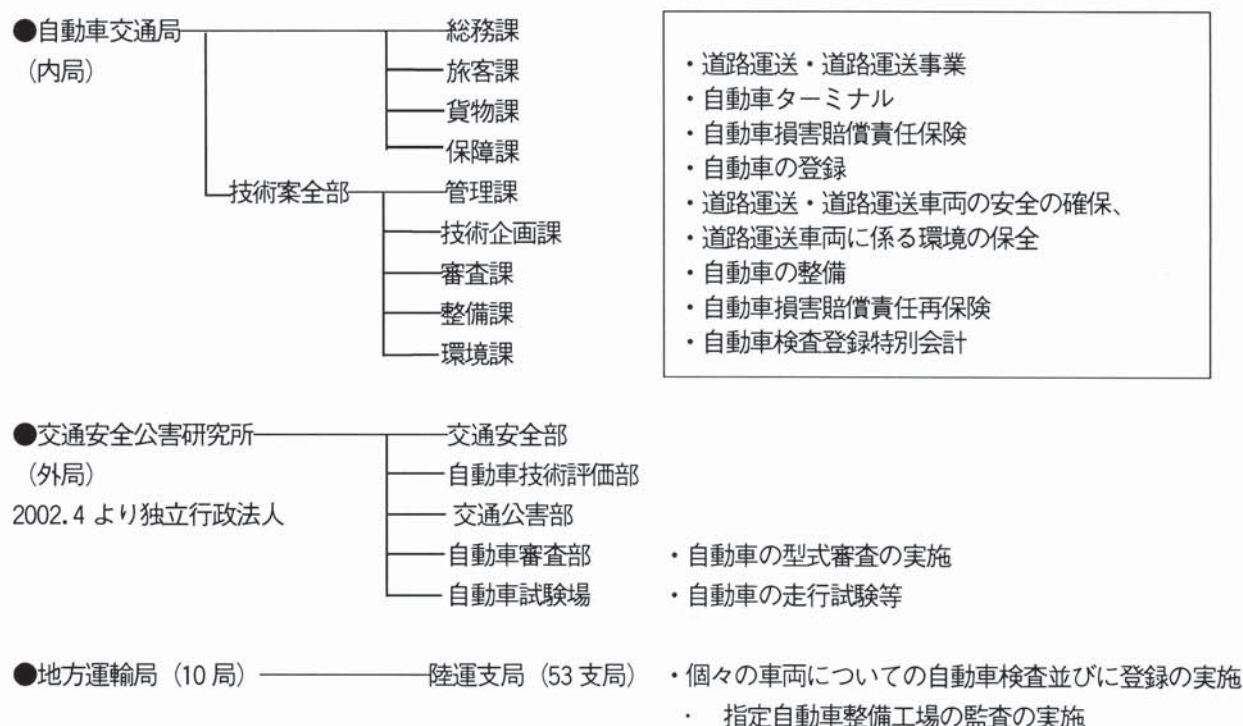 ●自動車交通局
(内局)
総務課
旅客課
貨物課
保障課
技術案全部
管理課
技術企画課
審査課
整備課
環境課
・道路運送・道路運送事業
・自動車ターミナル
・自動車損害賠償責任保険
・自動車の登録
・道路運送・道路運送車両の安全の確保、
・道路運送車両に係る環境の保全
・自動車の整備
・自動車損害賠償責任再保険
・自動車検査登録特別会計
●交通安全公害研究所
(外局)
2002.4 より独立行政法人
交通安全部
自動車技術評価部
交通公害部
自動車審査部 ・自動車の型式審査の実施
自動車試験場 ・自動車の走行試験等
●地方運輸局 (10 局) 陸運支局 (53 支局) ・個々の車両についての自動車検査並びに登録の実施
・ 指定自動車整備工場の監査の実施